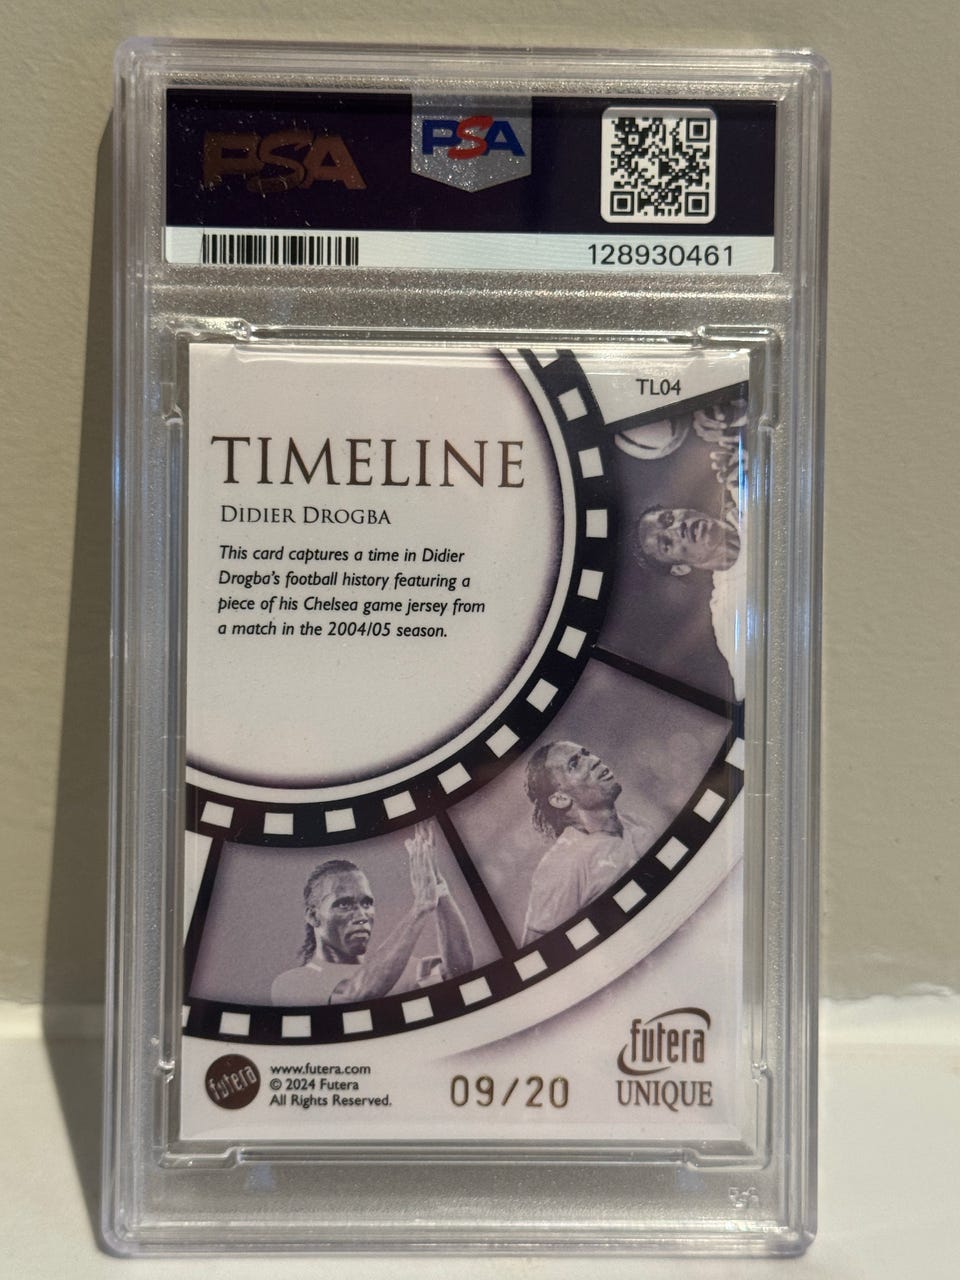 PSA
PSA
128930461
TL04
TIMELINE
DIDIER DROGBA
This card captures a time in Didier
Drogba's football history featuring a
piece of his Chelsea game jersey from
a match in the 2004/05 season.
futera
UNIQUE
futera
www.futera.com
© 2024 Futera
All Rights Reserved.
09/20